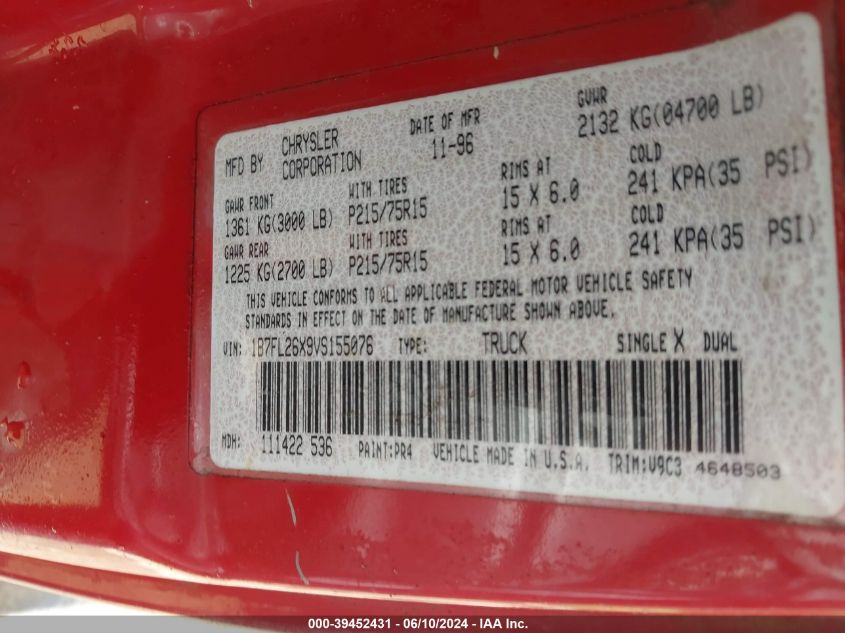 MFD BY CHRYSLER CORPORATION DATE OF MFR 11-96 GVWR 2132 KG(04700 LB)
GAWR FRONT WITH TIRES RIMS AT COLD
1361 KG(3000 LB) P215/75R15 15 X 6.0 241 KPA(35 PSI)
GAWR REAR WITH TIRES RIMS AT COLD
1225 KG(2700 LB) P215/75R15 15 X 6.0 241 KPA(35 PSI)
THIS VEHICLE CONFORMS TO ALL APPLICABLE FEDERAL MOTOR VEHICLE SAFETY
STANDARDS IN EFFECT ON THE DATE OF MANUFACTURE SHOWN ABOVE.
VIN: 1B7FL26X9VS155076 TYPE: TRUCK SINGLE X DUAL
MDH: 111422 536 PAINT:PR4 VEHICLE MADE IN U.S.A. TRIM:V9C3 4648503
000-39452431 - 06/10/2024 - IAA Inc.